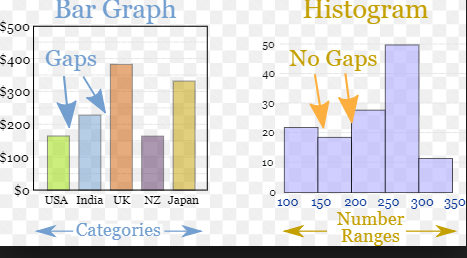 Bar Graph
$500
$400
$300
$200
$100
$0
Gaps
USA India UK NZ Japan
Categories
Histogram
50
40
30
20
10
0
No Gaps
100 150 200 250 300 350
Number
Ranges